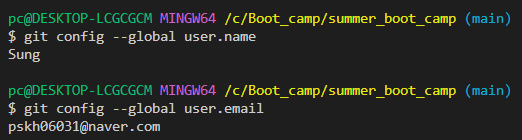 pc@DESKTOP-LCGCGCM MINGW64 /c/Boot_camp/summer_boot_camp (main)
$ git config --global user.name
Sung
pc@DESKTOP-LCGCGCM MINGW64 /c/Boot_camp/summer_boot_camp (main)
$ git config --global user.email
pskh06031@naver.com